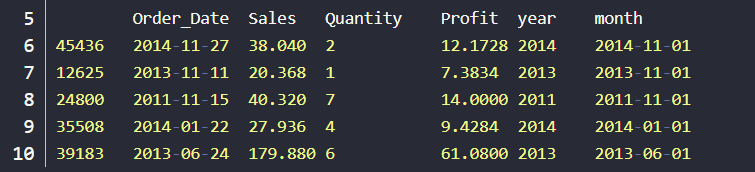 5 Order_Date Sales Quantity Profit year month
6 45436 2014-11-27 38.040 2 12.1728 2014 2014-11-01
7 12625 2013-11-11 20.368 1 7.3834 2013 2013-11-01
8 24800 2011-11-15 40.320 7 14.0000 2011 2011-11-01
9 35508 2014-01-22 27.936 4 9.4284 2014 2014-01-01
10 39183 2013-06-24 179.880 6 61.0800 2013 2013-06-01